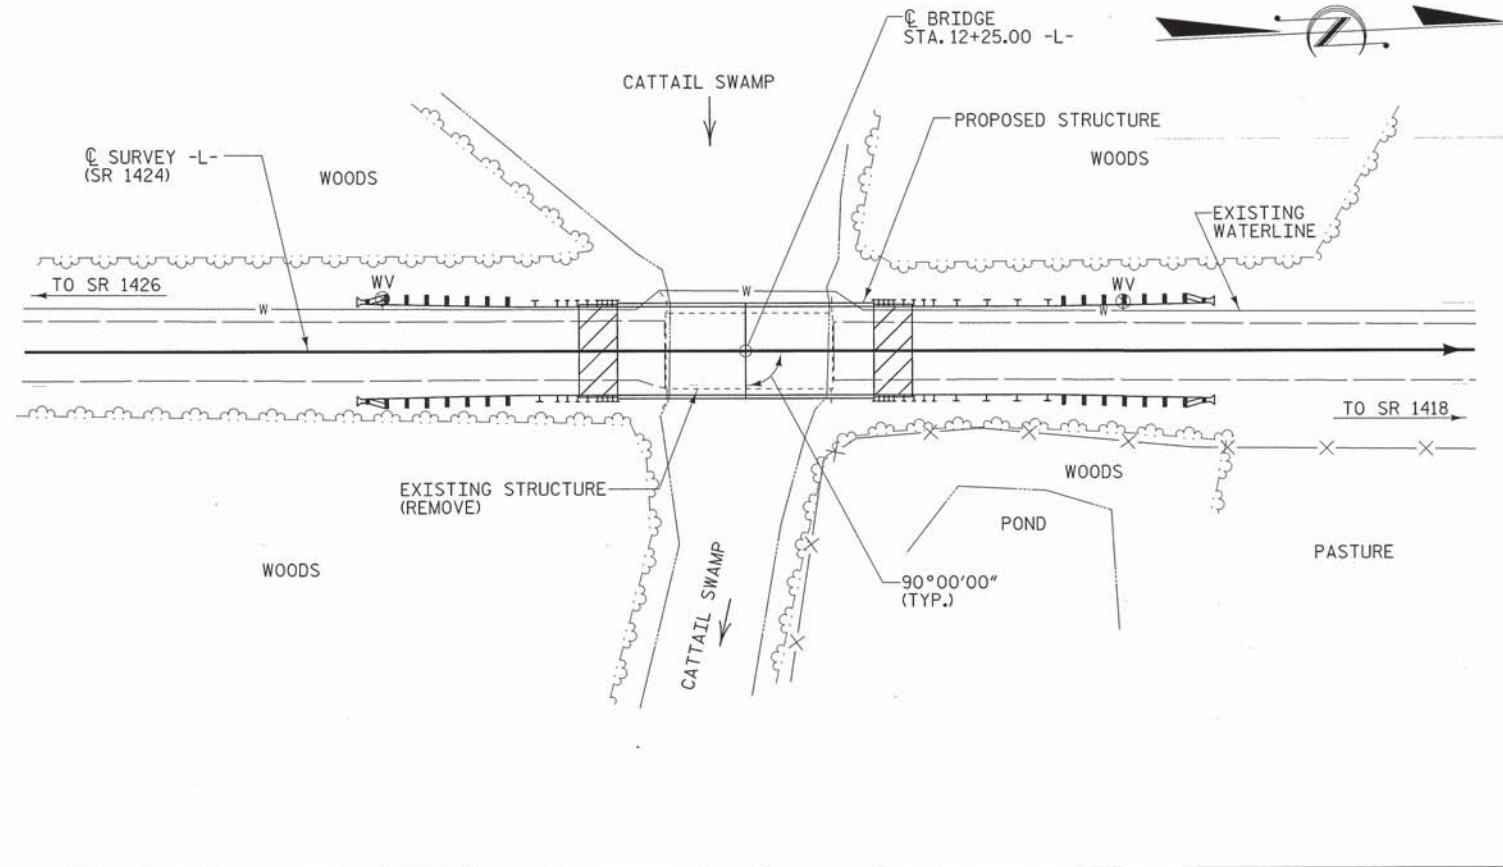 ℄ BRIDGE
STA. 12+25.00 -L-
CATTAIL SWAMP
PROPOSED STRUCTURE
℄ SURVEY -L-
(SR 1424)
WOODS
WOODS
EXISTING
WATERLINE
TO SR 1426
WV
WV
W
W
W
TO SR 1418
EXISTING STRUCTURE
(REMOVE)
WOODS
POND
PASTURE
WOODS
CATTAIL SWAMP
90°00'00"
(TYP.)